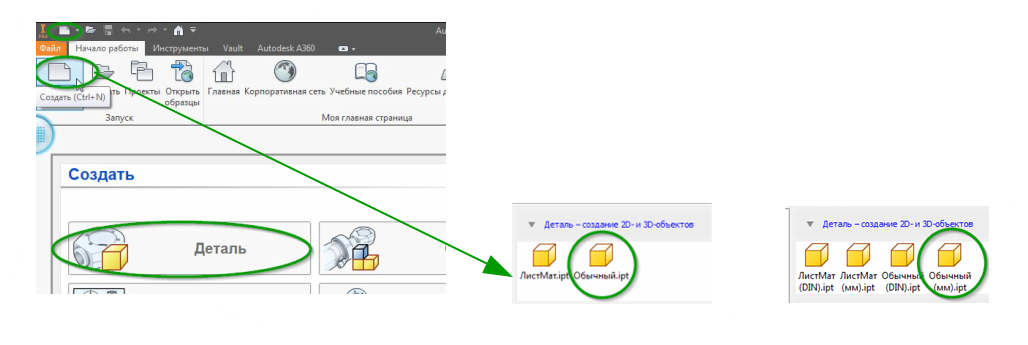 Файл Начало работы Инструменты Vault Autodesk A360
Проекты Открыть образцы Главная Корпоративная сеть Учебные пособия Ресурсы
Создать (Ctrl+N)
Запуск Моя главная страница
Создать
Деталь
Деталь – создание 2D- и 3D-объектов
ЛистМат.ipt Обычный.ipt
Деталь – создание 2D- и 3D-объектов
ЛистМат (DIN).ipt ЛистМат (мм).ipt Обычный (DIN).ipt Обычный (мм).ipt